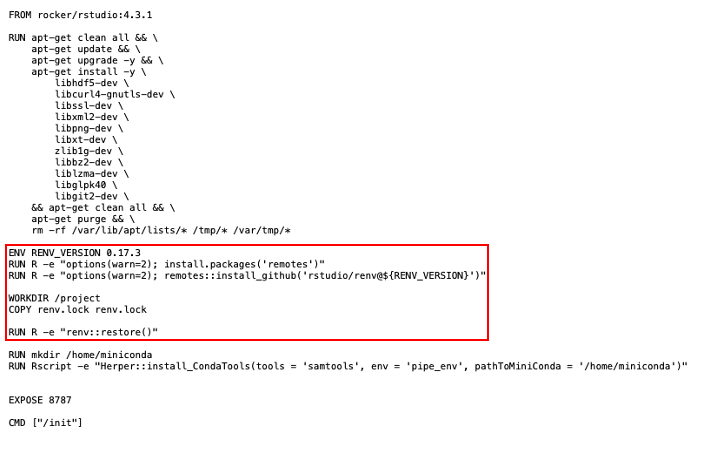 FROM rocker/rstudio:4.3.1
RUN apt-get clean all && \
apt-get update && \
apt-get upgrade -y && \
apt-get install -y \
libhdf5-dev \
libcurl4-gnutls-dev \
libssl-dev \
libxml2-dev \
libpng-dev \
libxt-dev \
zlib1g-dev \
libbz2-dev \
liblzma-dev \
libglpk40 \
libgit2-dev \
&& apt-get clean all && \
apt-get purge && \
rm -rf /var/lib/apt/lists/* /tmp/* /var/tmp/*
ENV RENV_VERSION 0.17.3
RUN R -e "options(warn=2); install.packages('remotes')"
RUN R -e "options(warn=2); remotes::install_github('rstudio/renv@${RENV_VERSION}')"
WORKDIR /project
COPY renv.lock renv.lock
RUN R -e "renv::restore()"
RUN mkdir /home/miniconda
RUN Rscript -e "Herper::install_CondaTools(tools = 'samtools', env = 'pipe_env', pathToMiniConda = '/home/miniconda')"
EXPOSE 8787
CMD ["/init"]